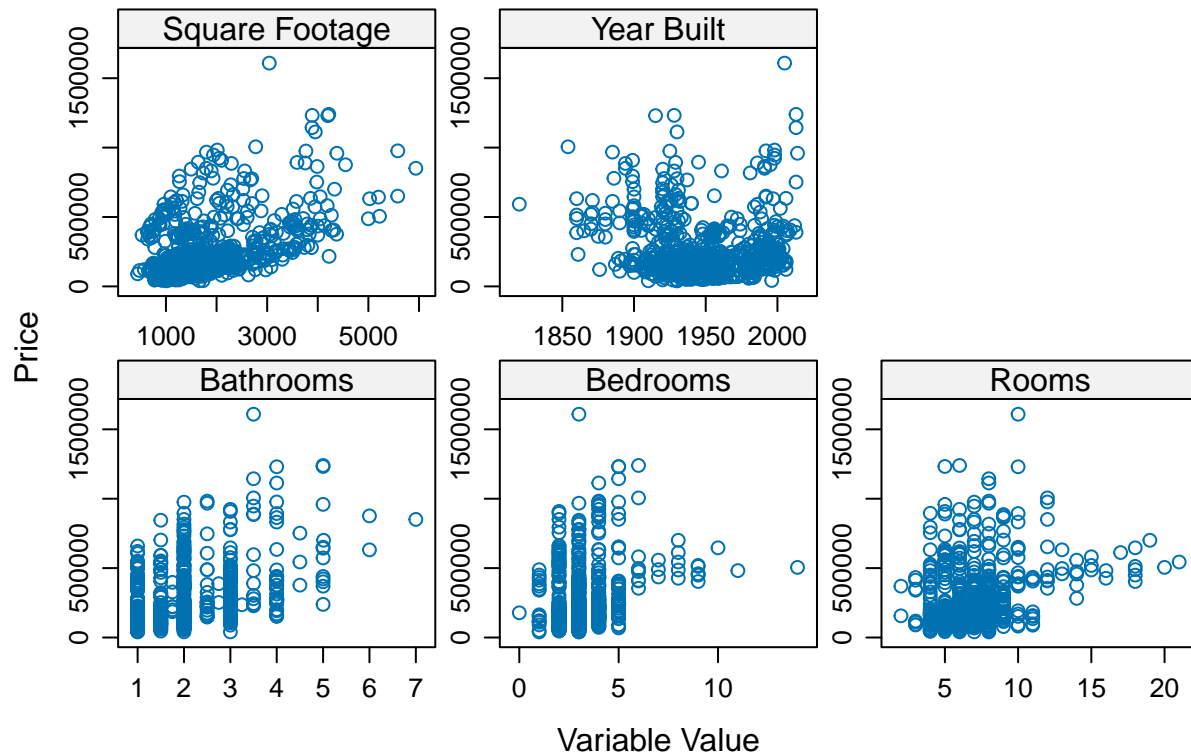 Square Footage
Year Built
0 500000 1500000
0 500000 1500000
1000 3000 5000
1850 1900 1950 2000
Price
Bathrooms
Bedrooms
Rooms
0 500000 1500000
0 500000 1500000
0 500000 1500000
1 2 3 4 5 6 7
0 5 10
5 10 15 20
Variable Value